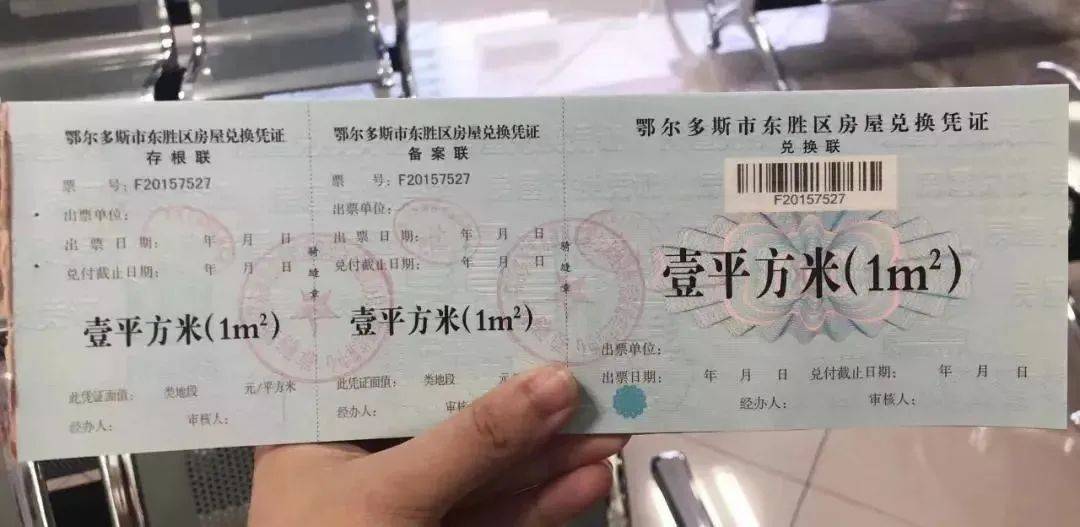 鄂尔多斯市东胜区房屋兑换凭证
存根联
票 号：F20157527
出票单位：
出 票 日 期： 年 月 日
兑付截止日期： 年 月 日
壹平方米(1m²)
此凭证面值： 类地段 元/平方米
经办人： 审核人：
骑缝章
鄂尔多斯市东胜区房屋兑换凭证
备案联
票 号：F20157527
出票单位：
出 票 日 期： 年 月 日
兑付截止日期： 年 月 日
壹平方米(1m²)
此凭证面值： 类地段 元
经办人： 审核人：
骑缝章
鄂尔多斯市东胜区房屋兑换凭证
兑换联
F20157527
壹平方米(1m²)
出票单位：
出票日期： 年 月 日 兑付截止日期： 年 月 日
经办人： 审核人：